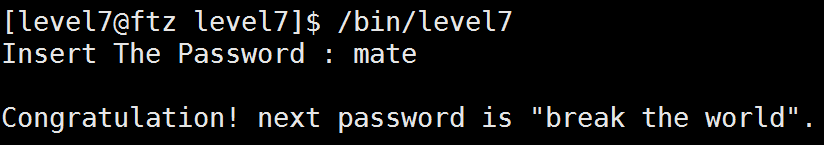 [level7@ftz level7]$ /bin/level7
Insert The Password : mate
Congratulation! next password is "break the world".